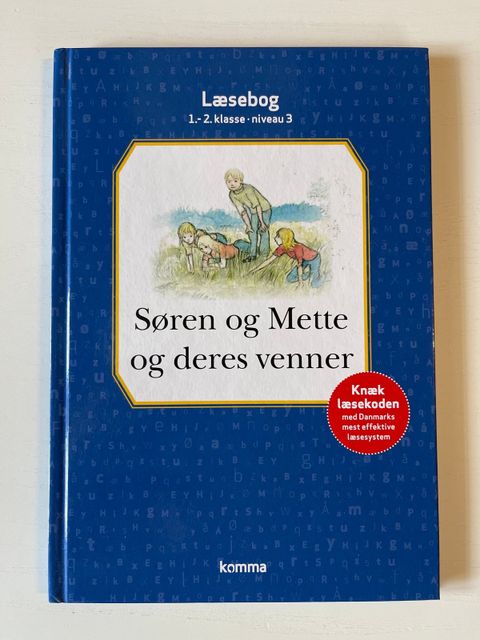 Læsebog
1.- 2. klasse · niveau 3
Søren og Mette
og deres venner
Knæk
læsekoden
med Danmarks
mest effektive
læsesystem
komma